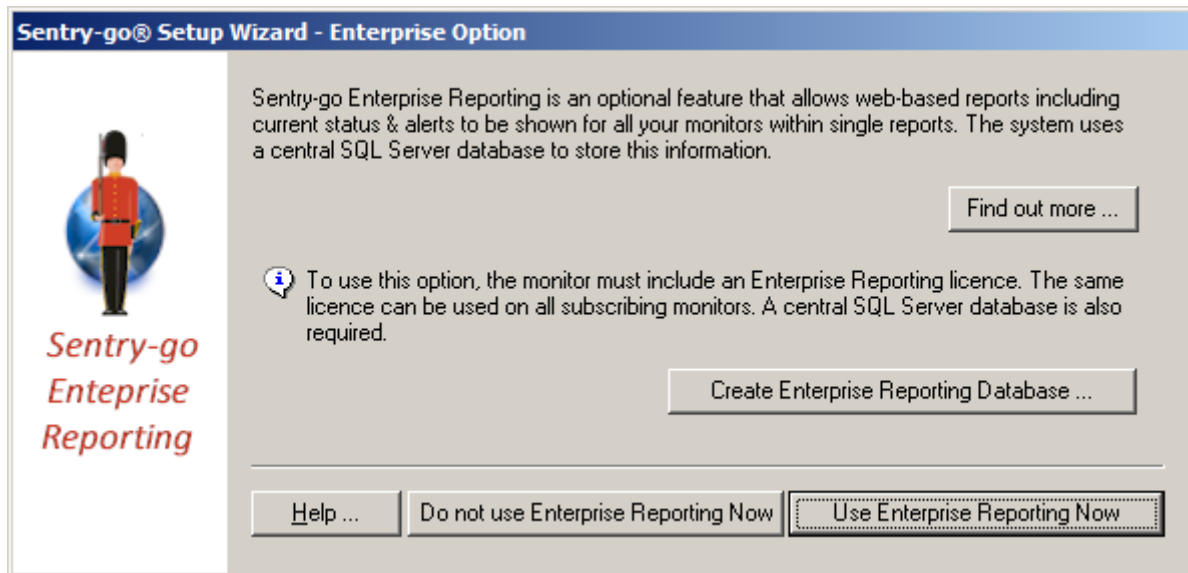 Sentry-go® Setup Wizard - Enterprise Option
Sentry-go Enterprise Reporting is an optional feature that allows web-based reports including
current status & alerts to be shown for all your monitors within single reports. The system uses
a central SQL Server database to store this information.
Find out more ...
To use this option, the monitor must include an Enterprise Reporting licence. The same
licence can be used on all subscribing monitors. A central SQL Server database is also
required.
Sentry-go
Enteprise
Reporting
Create Enterprise Reporting Database ...
Help ...
Do not use Enterprise Reporting Now
Use Enterprise Reporting Now